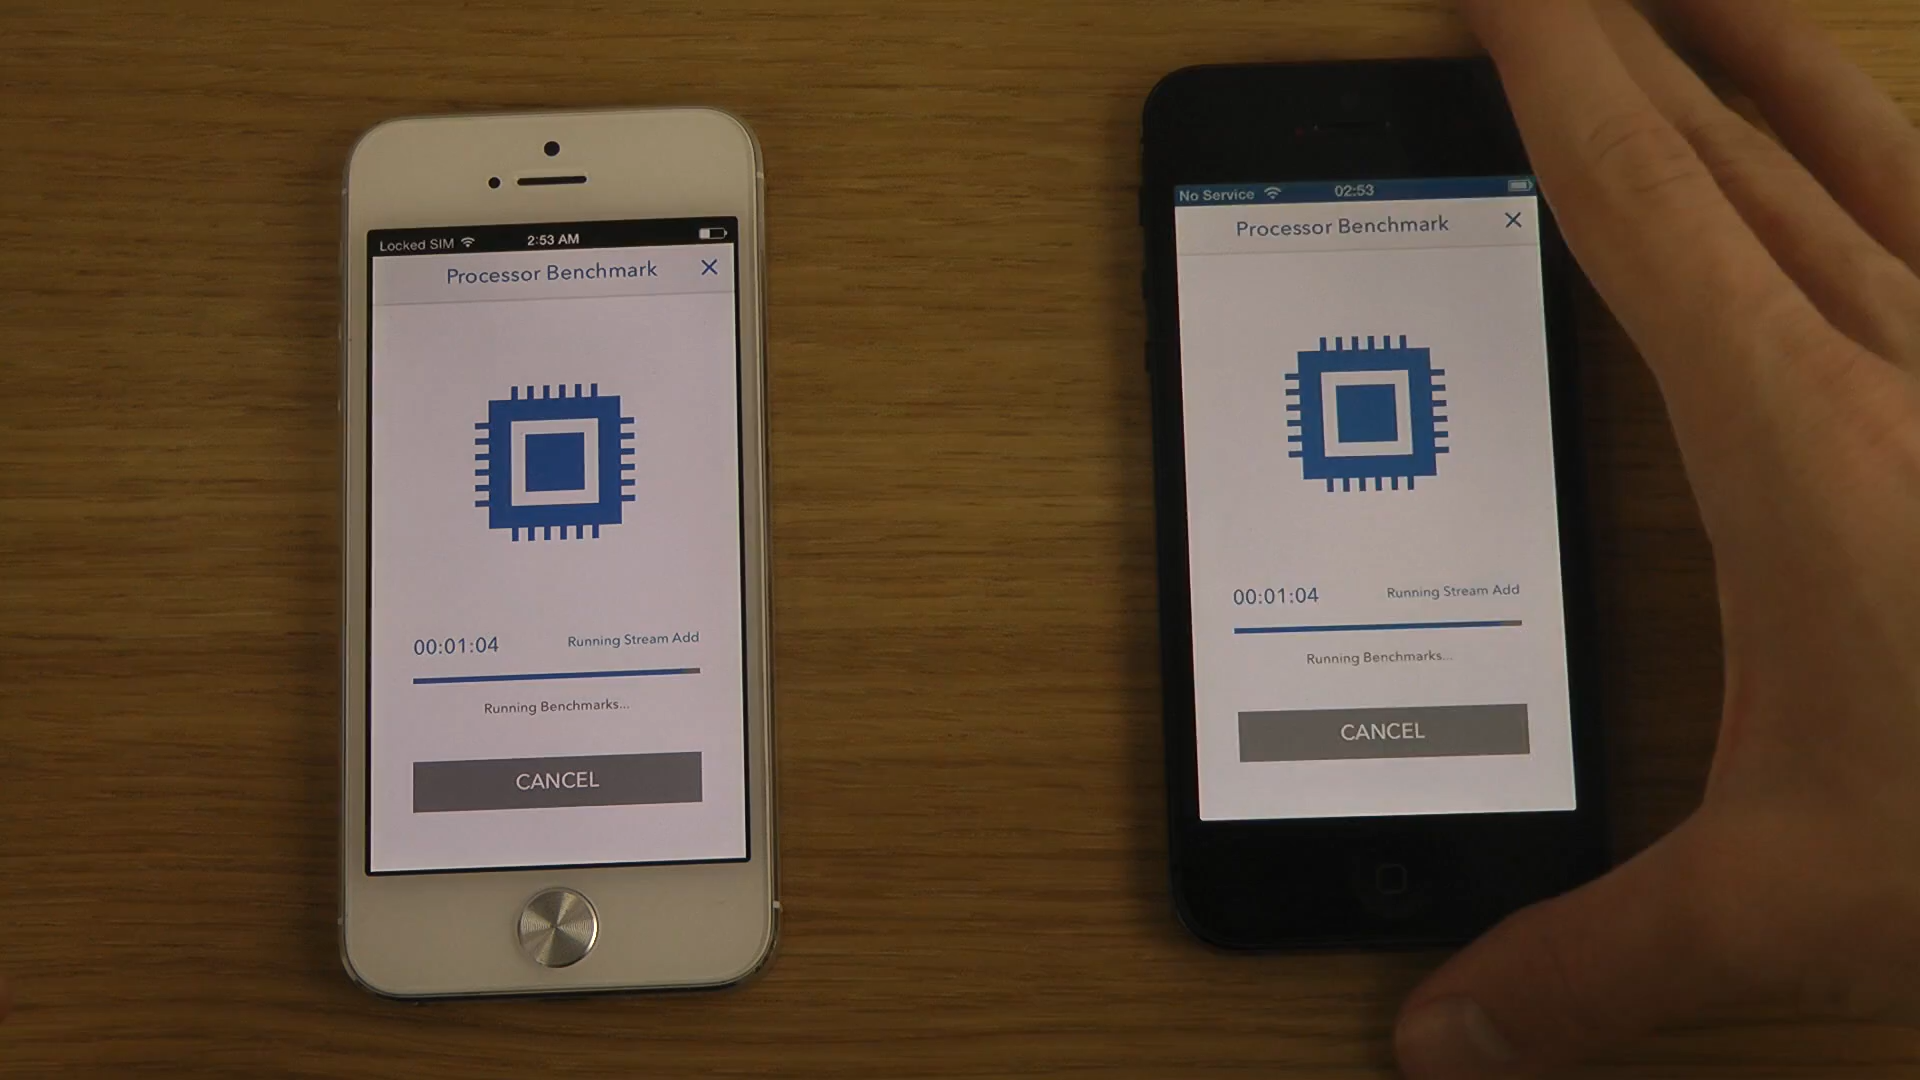 Locked SIM 2:53 AM
Processor Benchmark
00:01:04 Running Stream Add
Running Benchmarks...
CANCEL
No Service 02:53
Processor Benchmark
00:01:04 Running Stream Add
Running Benchmarks...
CANCEL